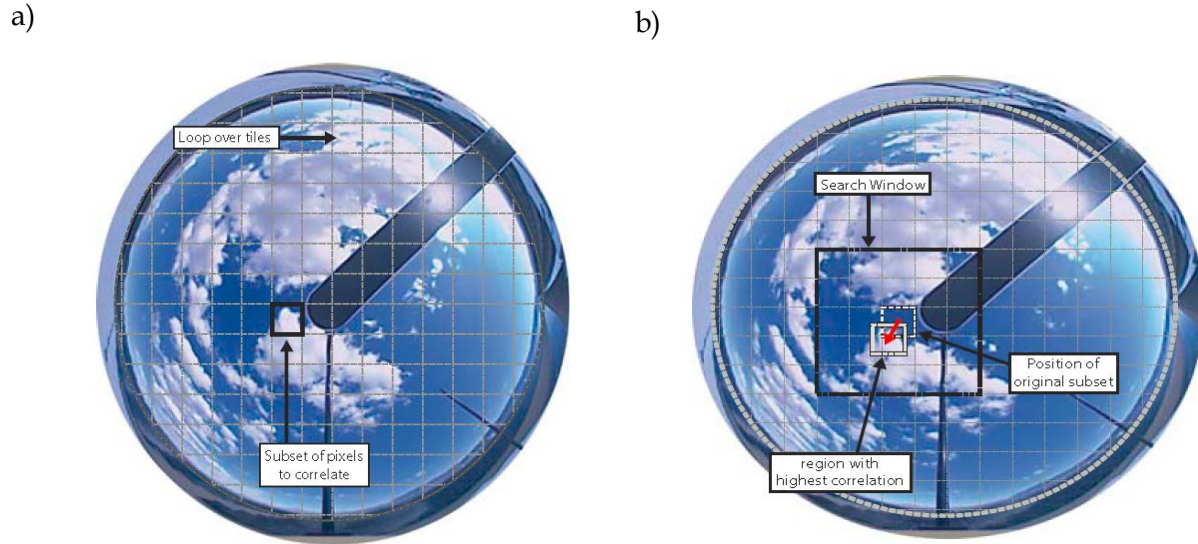 a)
b)
Loop over tiles
Subset of pixels
to correlate
Search Window
Position of
original subset
region with
highest correlation